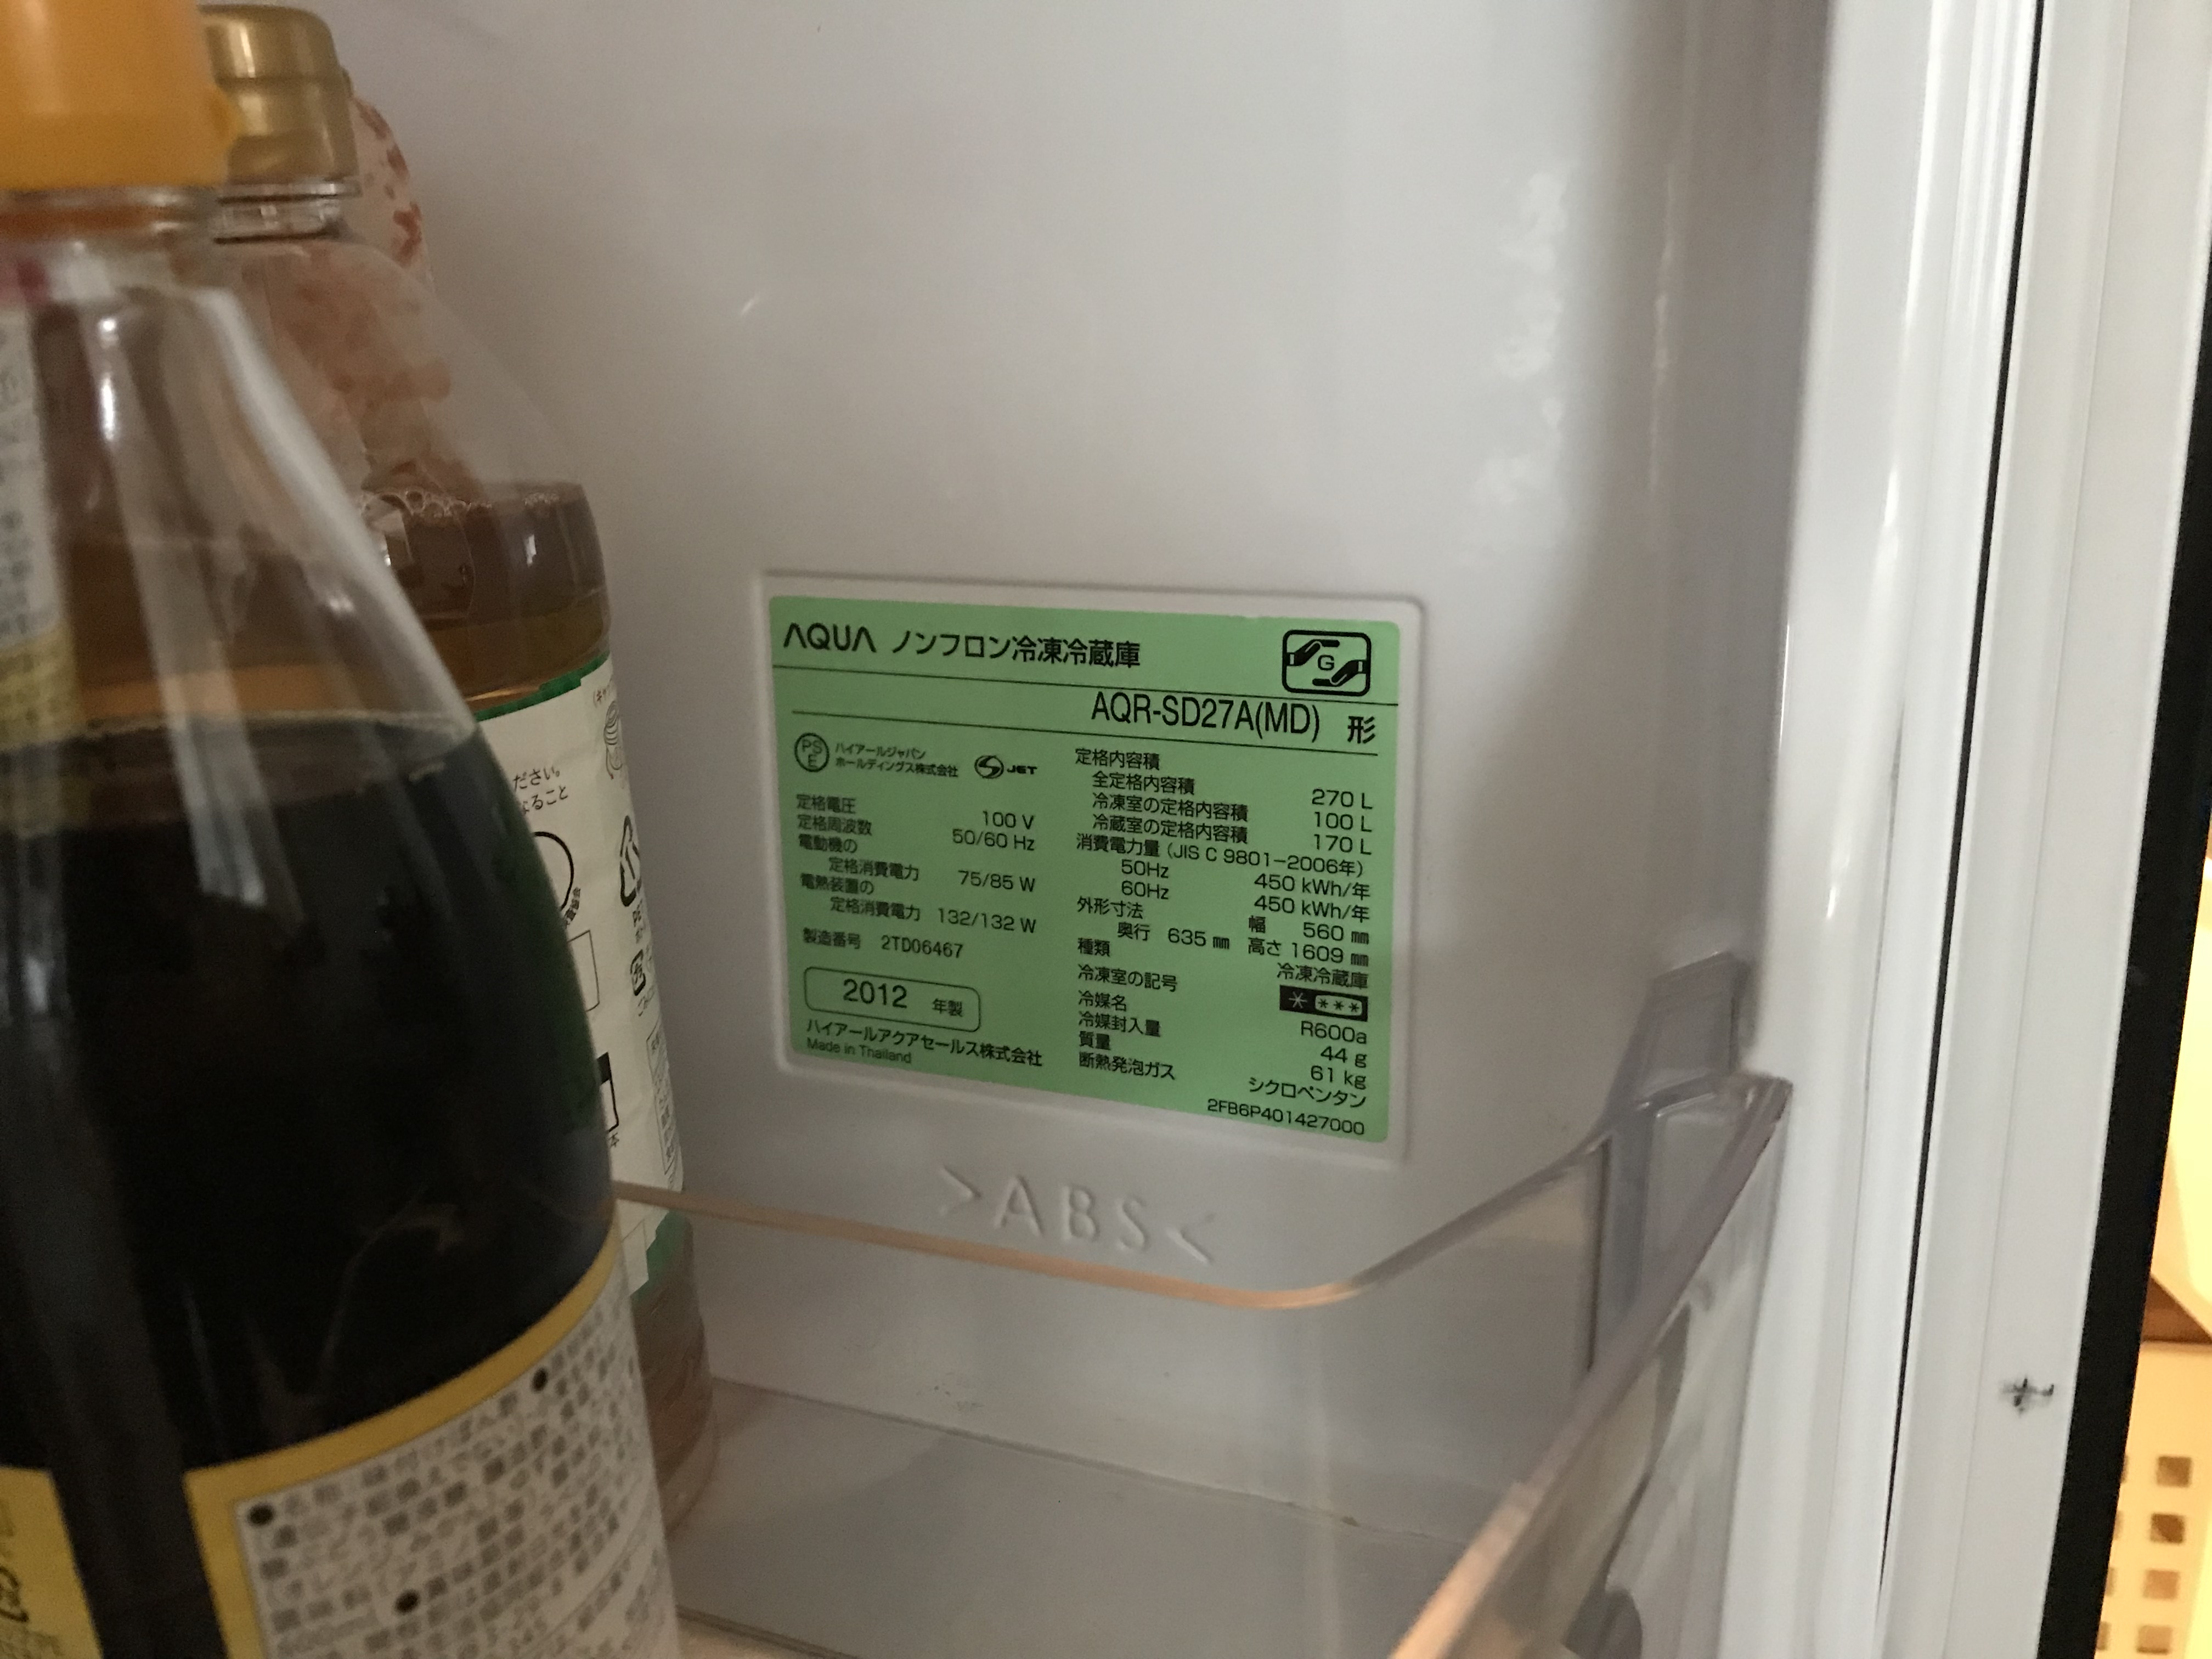 AQUA ノンフロン冷凍冷蔵庫
G
AQR-SD27A(MD) 形
PS
E
ハイアールジャパン
ホールディングス株式会社
JET
定格電圧 100 V
定格周波数 50/60 Hz
電動機の
定格消費電力 75/85 W
電熱装置の
定格消費電力 132/132 W
製造番号 2TD06467
2012 年製
ハイアールアクアセールス株式会社
Made in Thailand
定格内容積
全定格内容積 270 L
冷凍室の定格内容積 100 L
冷蔵室の定格内容積 170 L
消費電力量(JIS C 9801-2006年)
50Hz 450 kWh/年
60Hz 450 kWh/年
外形寸法 幅 560 mm
奥行 635 mm 高さ 1609 mm
種類 冷凍冷蔵庫
冷凍室の記号 * ***
冷媒名 R600a
冷媒封入量 44 g
質量 61 kg
断熱発泡ガス シクロペンタン
2FB6P401427000
>ABS<
ださい。
なること